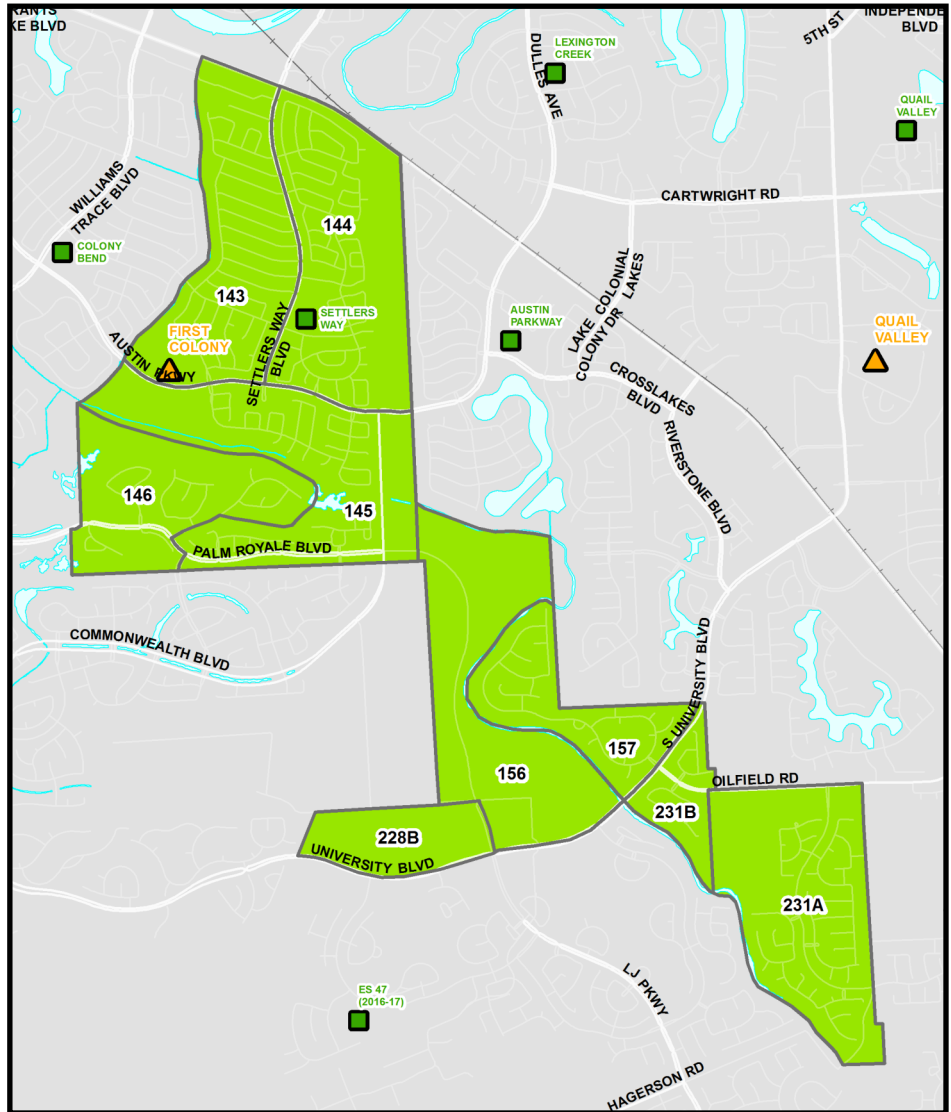 RANTS
KE BLVD
INDEPENDE
BLVD
5TH ST
DULLES AVE
LEXINGTON
CREEK
QUAIL
VALLEY
WILLIAMS
TRACE BLVD
CARTWRIGHT RD
144
COLONY
BEND
LAKE COLONIAL
LAKES
COLONY DR
143
SETTLERS WAY
BLVD
SETTLERS
WAY
AUSTIN
PARKWAY
FIRST
COLONY
AUSTIN PKWY
QUAIL
VALLEY
CROSSLAKES
BLVD
RIVERSTONE BLVD
146
145
PALM ROYALE BLVD
COMMONWEALTH BLVD
S UNIVERSITY BLVD
157
156
OILFIELD RD
231B
228B
UNIVERSITY BLVD
231A
LJ PKWY
ES 47
(2016-17)
HAGERSON RD